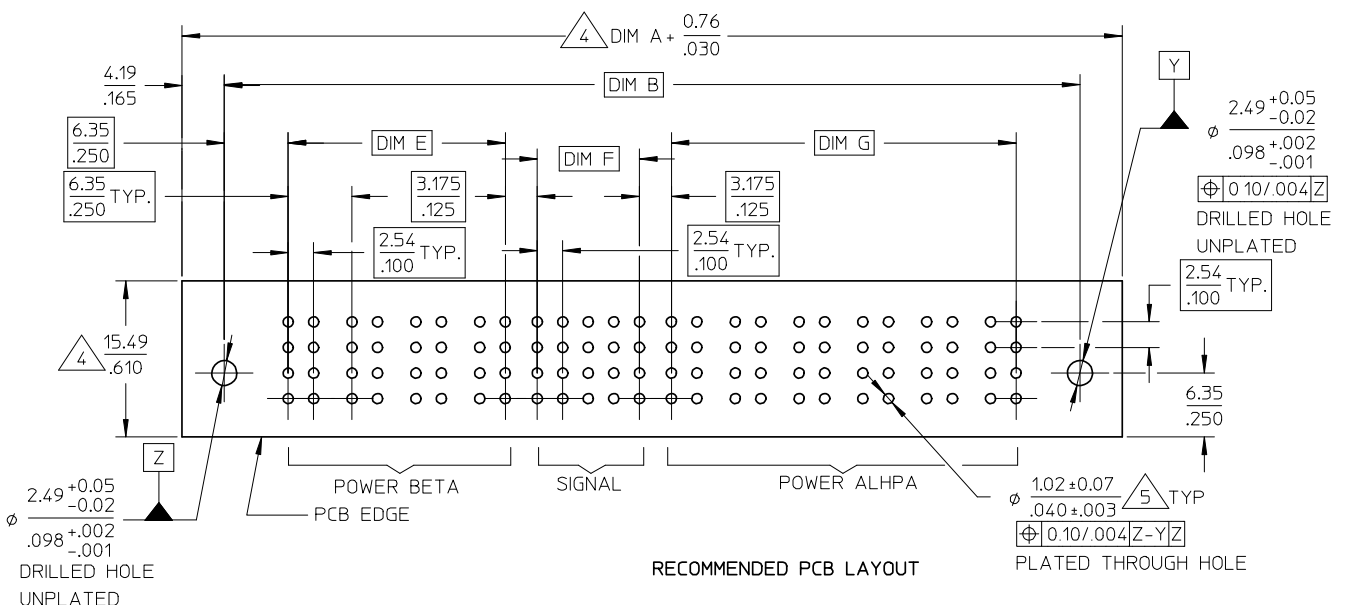 4 DIM A + 0.76
.030
4.19
.165
DIM B
Y
6.35
.250
DIM E
DIM F
DIM G
⌀ 2.49 +0.05
-0.02
.098 +.002
-.001
⌖ 0.10/.004 Z
DRILLED HOLE
UNPLATED
6.35 TYP.
.250
3.175
.125
3.175
.125
2.54 TYP.
.100
2.54 TYP.
.100
2.54 TYP.
.100
4 15.49
.610
6.35
.250
Z
POWER BETA
SIGNAL
POWER ALHPA
PCB EDGE
⌀ 2.49 +0.05
-0.02
.098 +.002
-.001
DRILLED HOLE
UNPLATED
⌀ 1.02 ±0.07 5 TYP
.040 ±.003
⌖ 0.10/.004 Z-Y Z
PLATED THROUGH HOLE
RECOMMENDED PCB LAYOUT